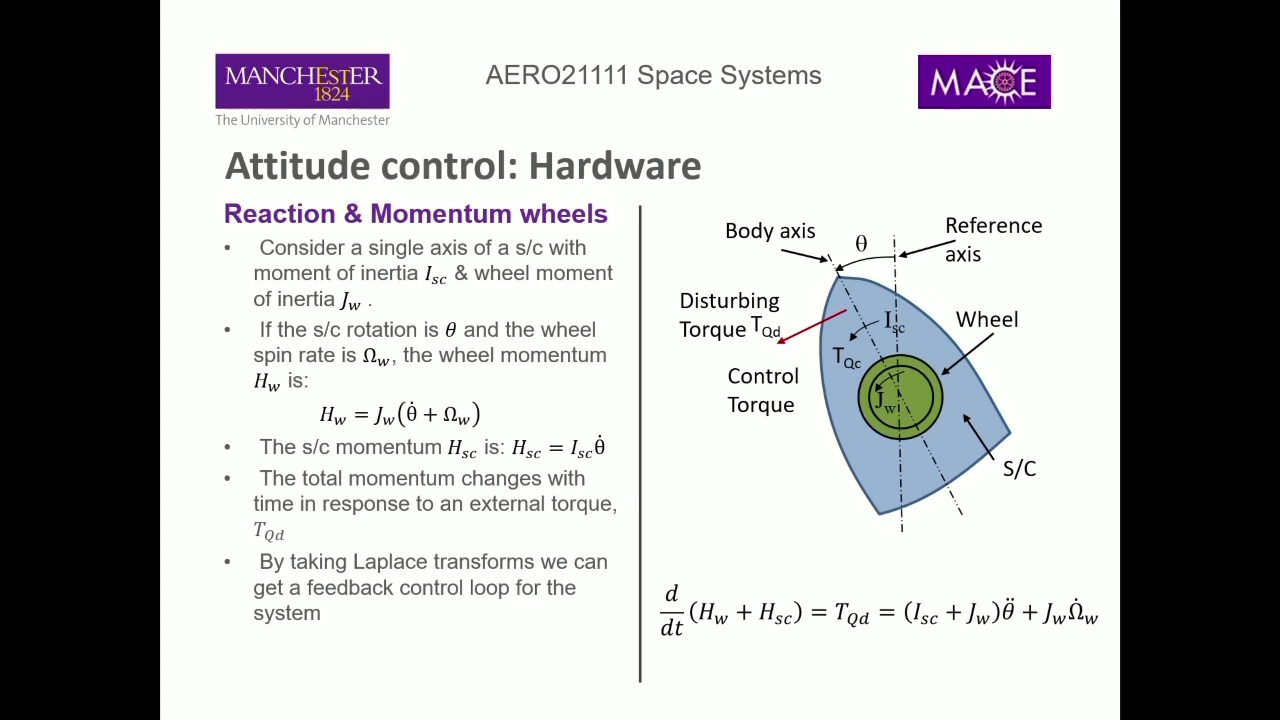 MANCHESTER
1824
The University of Manchester
AERO21111 Space Systems
MACE
Attitude control: Hardware
Reaction & Momentum wheels
• Consider a single axis of a s/c with
moment of inertia I_sc & wheel moment
of inertia J_w .
• If the s/c rotation is θ and the wheel
spin rate is Ω_w, the wheel momentum
H_w is:
H_w = J_w(θ̇ + Ω_w)
• The s/c momentum H_sc is: H_sc = I_scθ̇
• The total momentum changes with
time in response to an external torque,
T_Qd
• By taking Laplace transforms we can
get a feedback control loop for the
system
Body axis
θ
Reference
axis
Disturbing
Torque T_Qd
I_sc
Wheel
T_Qc
Control
Torque
J_w
S/C
d/dt (H_w + H_sc) = T_Qd = (I_sc + J_w)θ̈ + J_wΩ̇_w